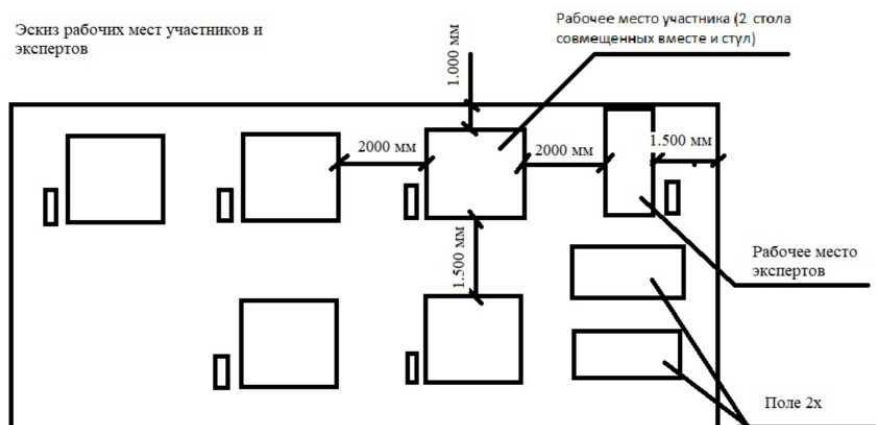 Эскиз рабочих мест участников и
экспертов
Рабочее место участника (2 стола
совмещенных вместе и стул)
1.000 мм
2000 мм
2000 мм
1.500 мм
1.500 мм
Рабочее место
экспертов
Поле 2х